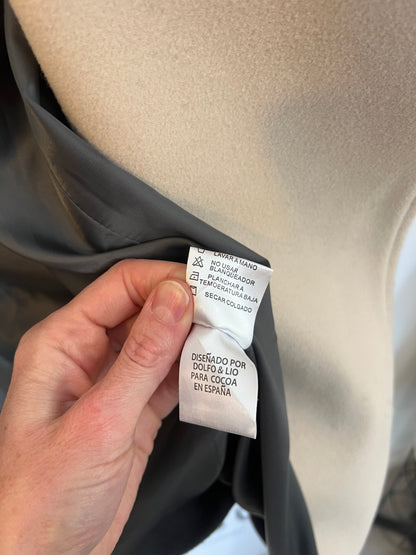 LAVAR A MANO
NO USAR
BLANQUEADOR
PLANCHAR A
TEMPERATURA BAJA
SECAR COLGADO
DISEÑADO POR
DOLFO & LIO
PARA COCOA
EN ESPAÑA